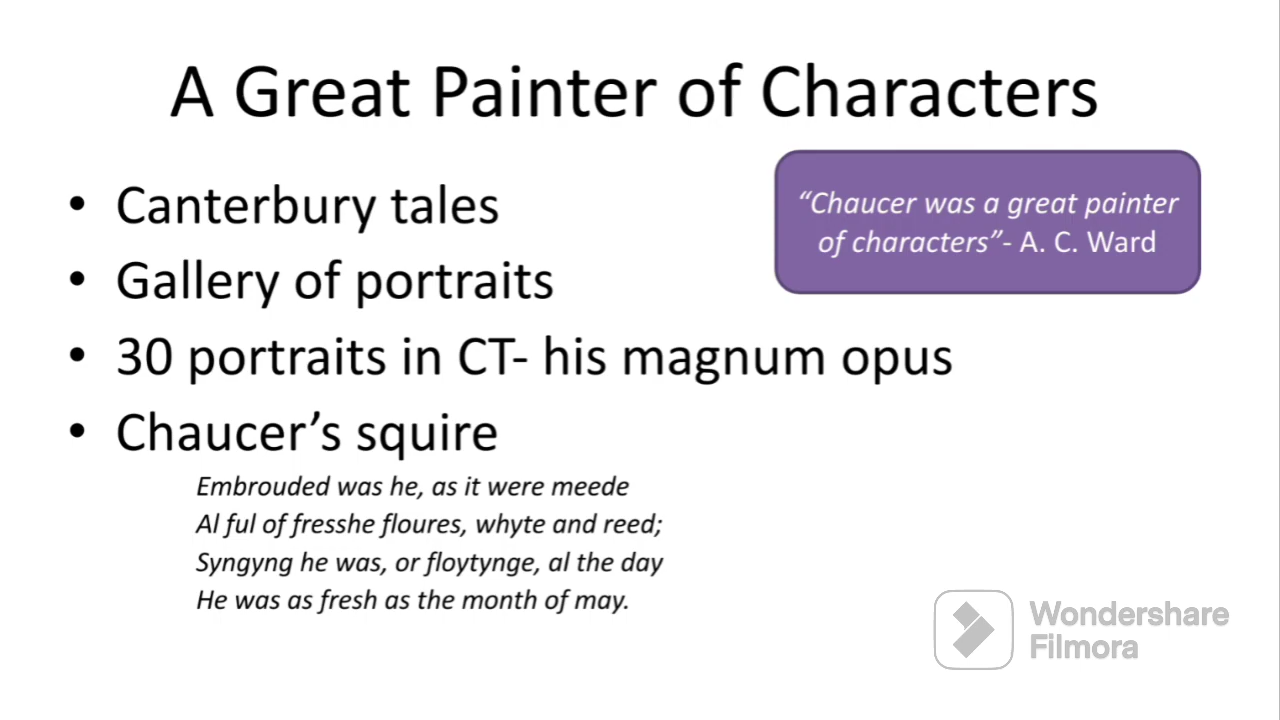 A Great Painter of Characters
“Chaucer was a great painter
of characters”- A. C. Ward
• Canterbury tales
• Gallery of portraits
• 30 portraits in CT- his magnum opus
• Chaucer’s squire
Embrouded was he, as it were meede
Al ful of fresshe floures, whyte and reed;
Syngyng he was, or floytynge, al the day
He was as fresh as the month of may.
Wondershare
Filmora